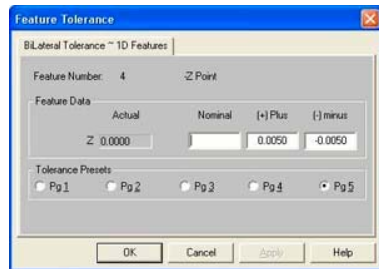 Feature Tolerance
BiLateral Tolerance ~ 1D Features
Feature Number: 4 -Z Point
Feature Data
Actual Nominal (+) Plus (-) minus
Z 0.0000 0.0050 -0.0050
Tolerance Presets
Pg 1 Pg 2 Pg 3 Pg 4 Pg 5
OK Cancel Apply Help